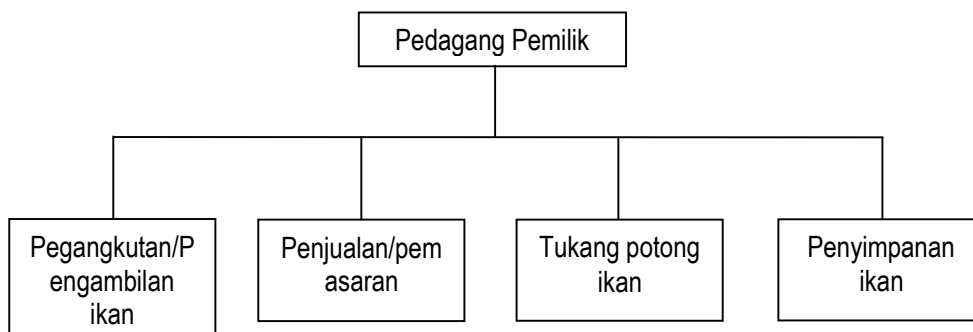 Pedagang Pemilik
Pegangkutan/P
engambilan
ikan
Penjualan/pem
asaran
Tukang potong
ikan
Penyimpanan
ikan